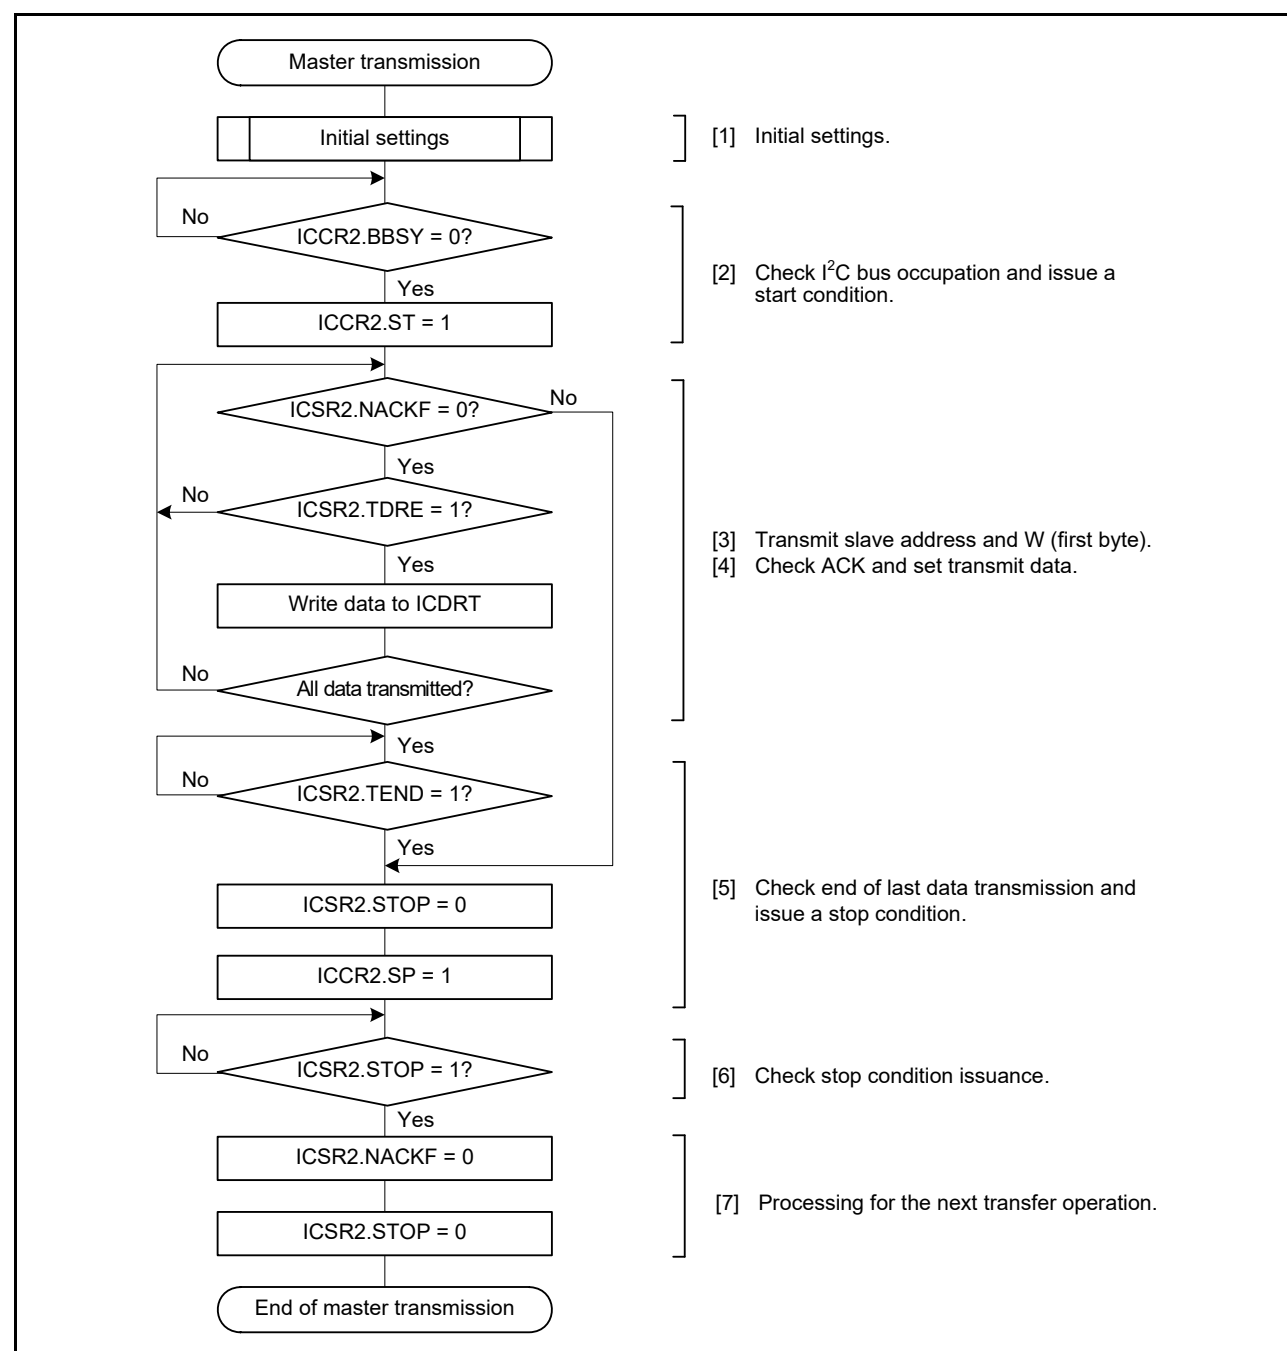 Master transmission
Initial settings
[1] Initial settings.
No
ICCR2.BBSY = 0?
Yes
[2] Check I²C bus occupation and issue a
start condition.
ICCR2.ST = 1
ICSR2.NACKF = 0?
No
Yes
No
ICSR2.TDRE = 1?
Yes
[3] Transmit slave address and W (first byte).
[4] Check ACK and set transmit data.
Write data to ICDRT
No
All data transmitted?
Yes
No
ICSR2.TEND = 1?
Yes
[5] Check end of last data transmission and
issue a stop condition.
ICSR2.STOP = 0
ICCR2.SP = 1
No
ICSR2.STOP = 1?
Yes
[6] Check stop condition issuance.
ICSR2.NACKF = 0
[7] Processing for the next transfer operation.
ICSR2.STOP = 0
End of master transmission